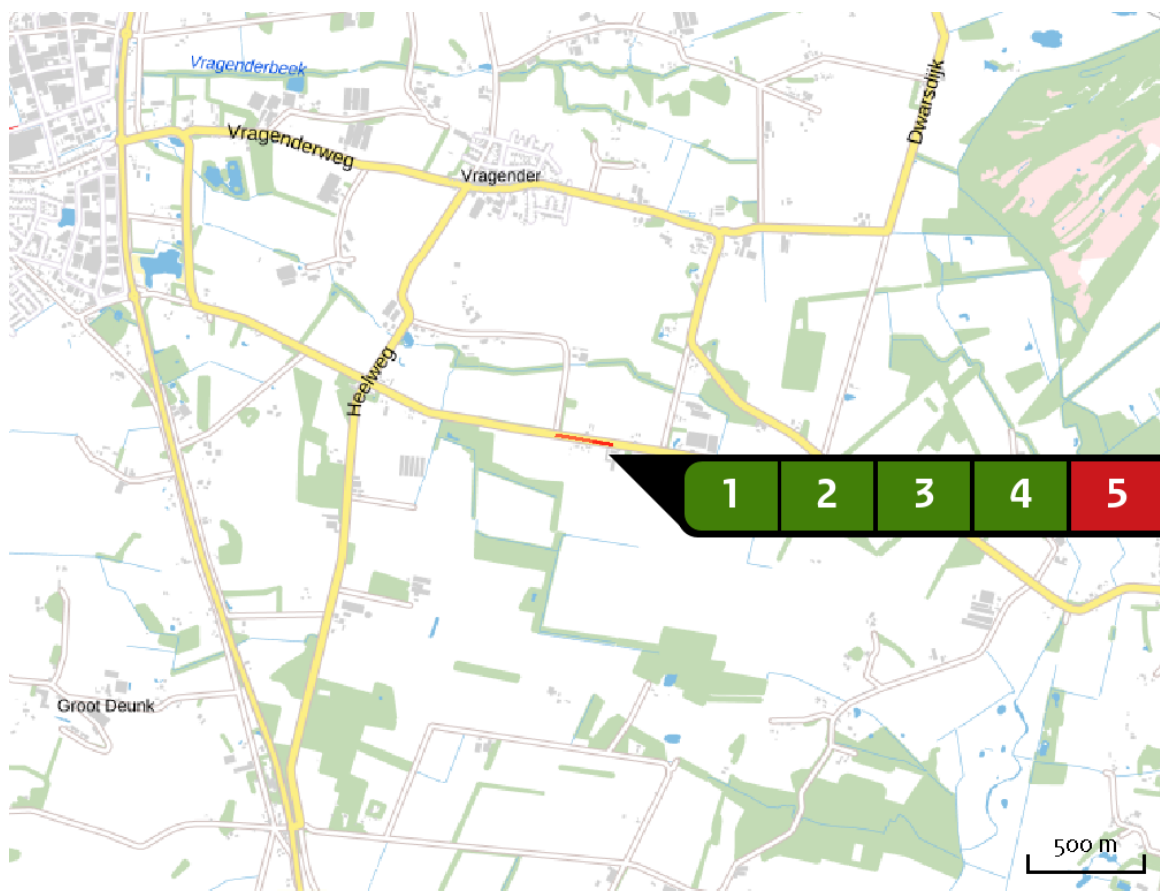 Vragenderbeek
Vragenderweg
Dwarsdijk
Vragender
Heelweg
1 2 3 4 5
Groot Deunk
500 m